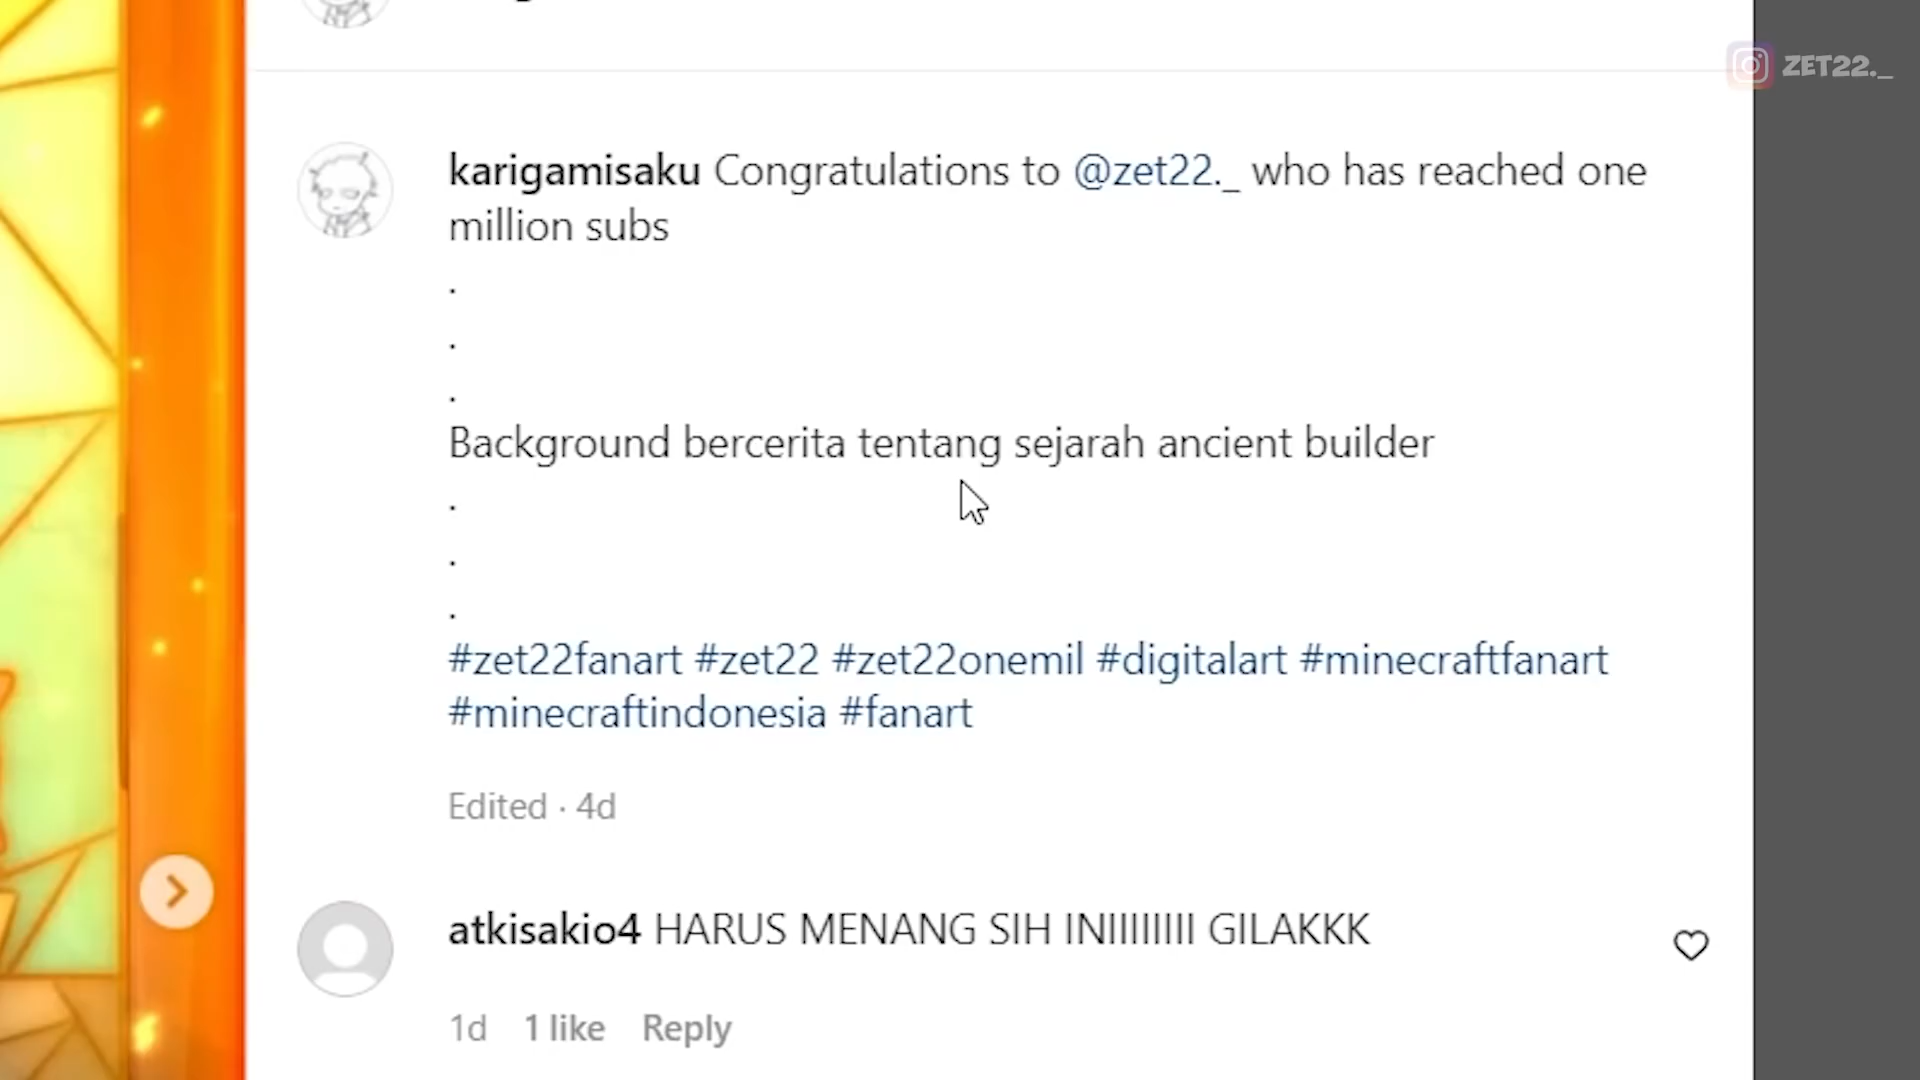 ZET22._
karigamisaku Congratulations to @zet22._ who has reached one
million subs
.
.
.
Background bercerita tentang sejarah ancient builder
.
.
.
#zet22fanart #zet22 #zet22onemil #digitalart #minecraftfanart
#minecraftindonesia #fanart
Edited · 4d
atkisakio4 HARUS MENANG SIH INIIIIIIII GILAKKK
1d 1 like Reply